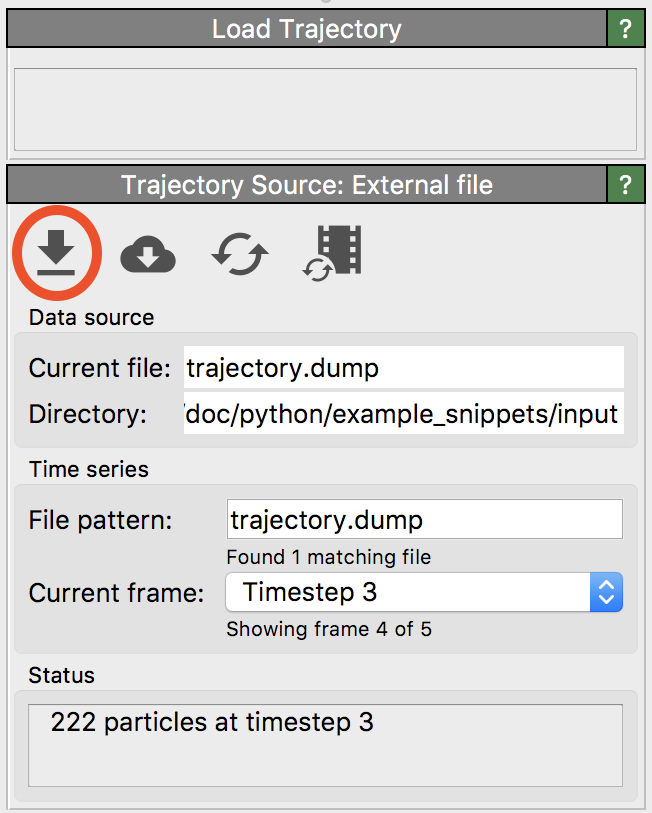 Load Trajectory ?
Trajectory Source: External file ?
Data source
Current file: trajectory.dump
Directory: /doc/python/example_snippets/input
Time series
File pattern: trajectory.dump
Found 1 matching file
Current frame: Timestep 3
Showing frame 4 of 5
Status
222 particles at timestep 3